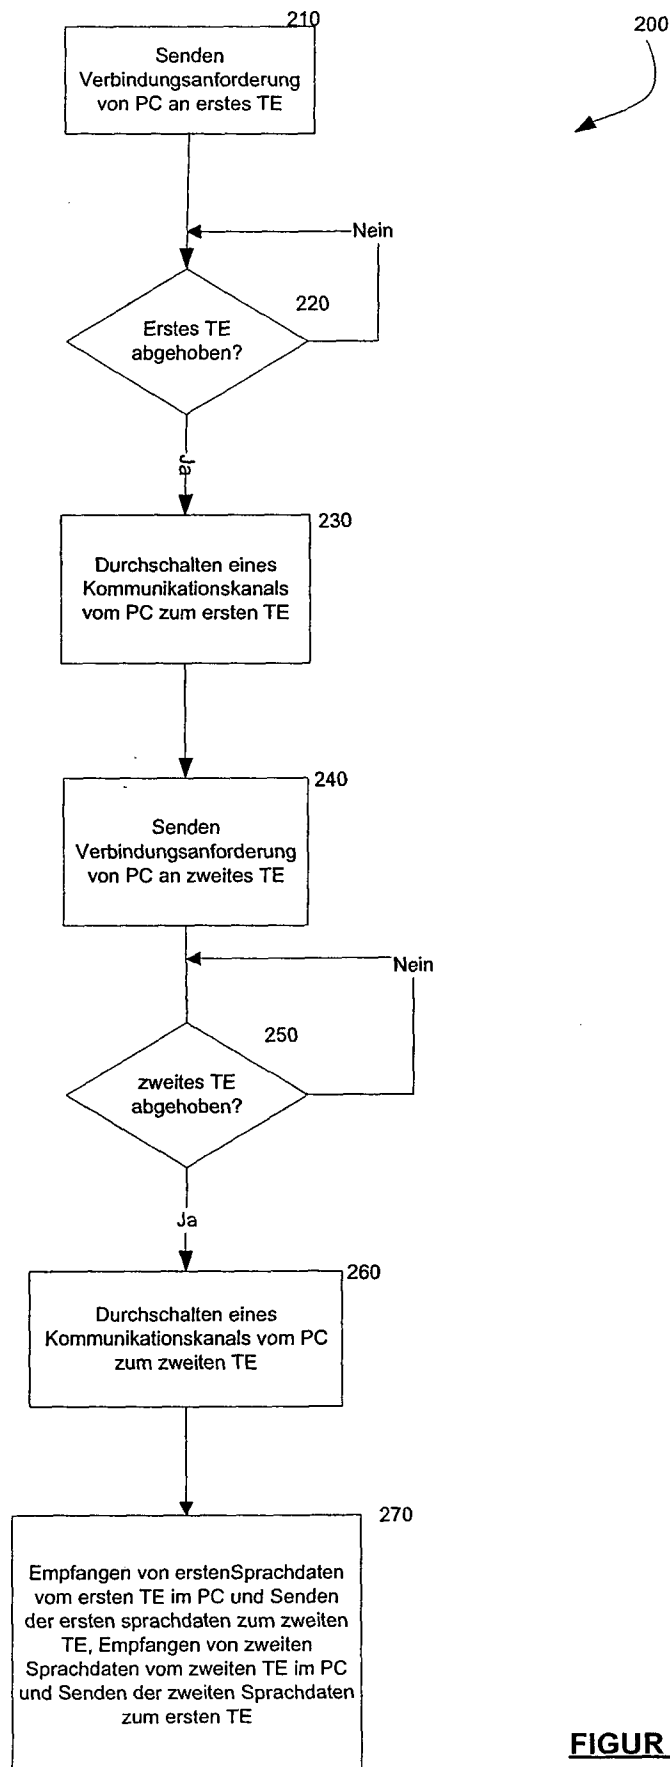 210
200
Senden
Verbindungsanforderung
von PC an erstes TE
Nein
220
Erstes TE
abgehoben?
Ja
230
Durchschalten eines
Kommunikationskanals
vom PC zum ersten TE
240
Senden
Verbindungsanforderung
von PC an zweites TE
Nein
250
zweites TE
abgehoben?
Ja
260
Durchschalten eines
Kommunikationskanals vom PC
zum zweiten TE
270
Empfangen von erstenSprachdaten
vom ersten TE im PC und Senden
der ersten sprachdaten zum zweiten
TE, Empfangen von zweiten
Sprachdaten vom zweiten TE im PC
und Senden der zweiten Sprachdaten
zum ersten TE
FIGUR